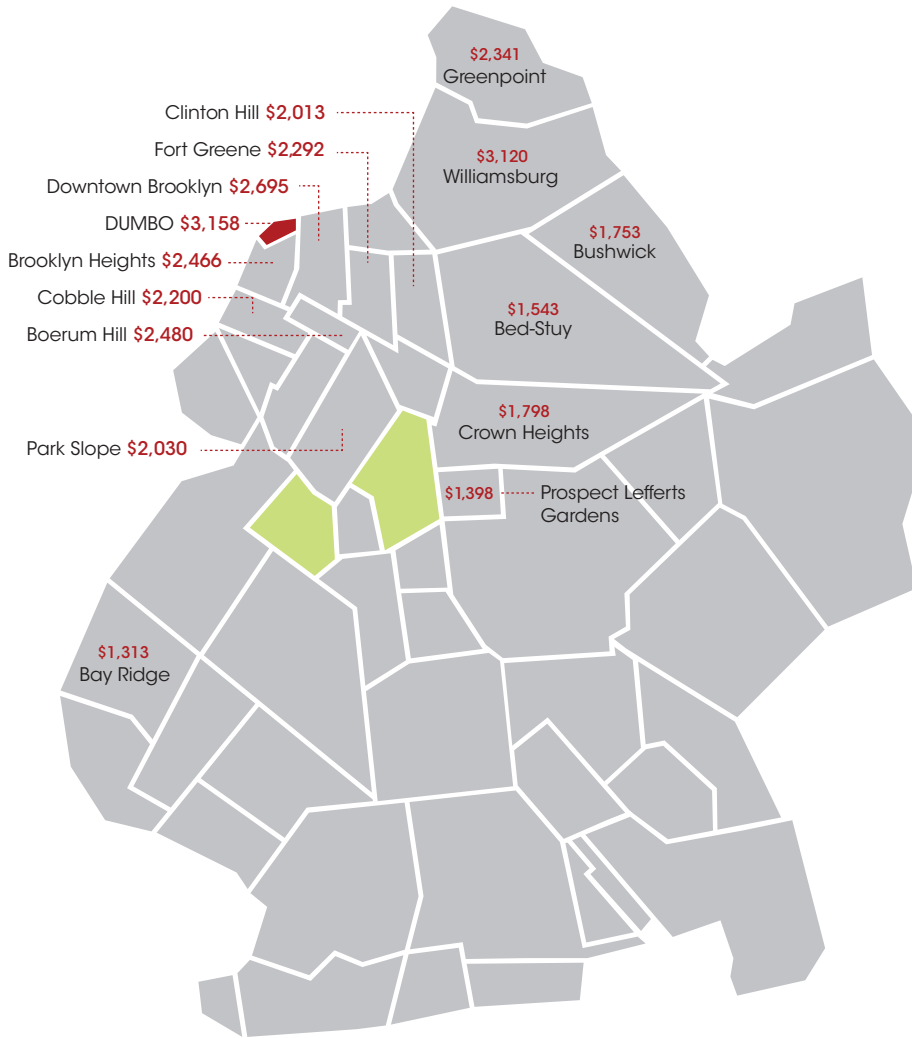 $2,341
Greenpoint
Clinton Hill $2,013
Fort Greene $2,292
$3,120
Williamsburg
Downtown Brooklyn $2,695
DUMBO $3,158
$1,753
Bushwick
Brooklyn Heights $2,466
Cobble Hill $2,200
$1,543
Bed-Stuy
Boerum Hill $2,480
$1,798
Crown Heights
Park Slope $2,030
$1,398
Prospect Lefferts
Gardens
$1,313
Bay Ridge